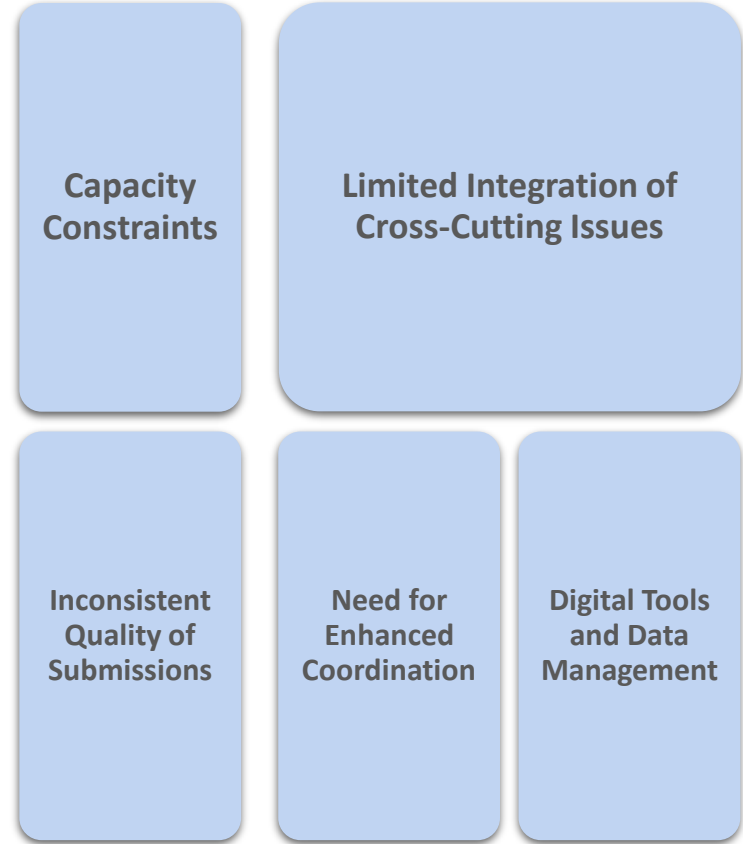 Capacity
Constraints
Limited Integration of
Cross-Cutting Issues
Inconsistent
Quality of
Submissions
Need for
Enhanced
Coordination
Digital Tools
and Data
Management